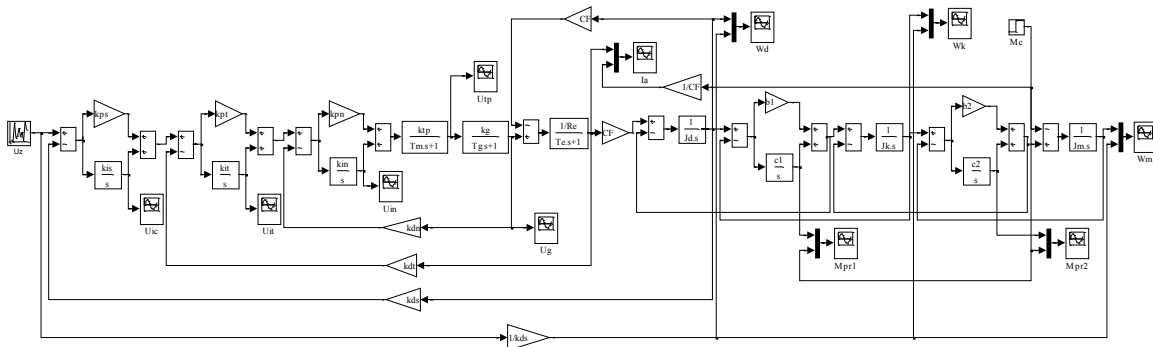 CF
Wd
Wk
Mc
Ia
Utp
1/CF
kps
kpt
kpn
b1
b2
Uz
ktp
Tm.s+1
kg
Tg.s+1
1/Re
Te.s+1
CF
1
Jd.s
1
Jk.s
1
Jm.s
Wm
kis
s
kit
s
kin
s
c1
s
c2
s
Uin
Uic
Uit
kdn
Ug
Mpr1
Mpr2
kdt
kds
1/kds